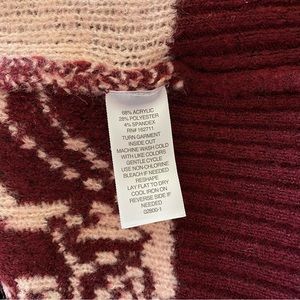 68% ACRYLIC
28% POLYESTER
4% SPANDEX
RN# 162711
TURN GARMENT
INSIDE OUT
MACHINE WASH COLD
WITH LIKE COLORS
GENTLE CYCLE
USE NON-CHLORINE
BLEACH IF NEEDED
RESHAPE
LAY FLAT TO DRY
COOL IRON ON
REVERSE SIDE IF
NEEDED
02800-1